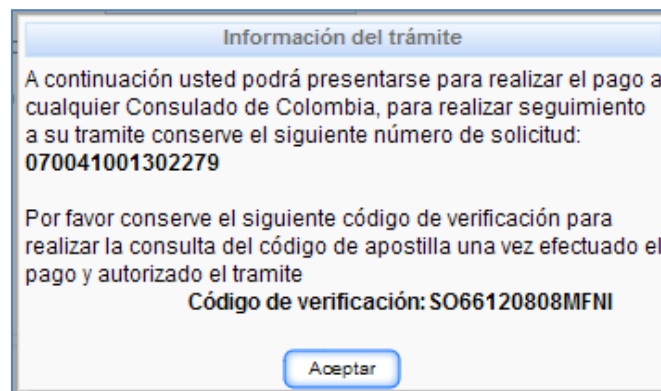 Información del trámite
A continuación usted podrá presentarse para realizar el pago a
cualquier Consulado de Colombia, para realizar seguimiento
a su tramite conserve el siguiente número de solicitud:
070041001302279
Por favor conserve el siguiente código de verificación para
realizar la consulta del código de apostilla una vez efectuado el
pago y autorizado el tramite
Código de verificación: SO66120808MFNI
Aceptar